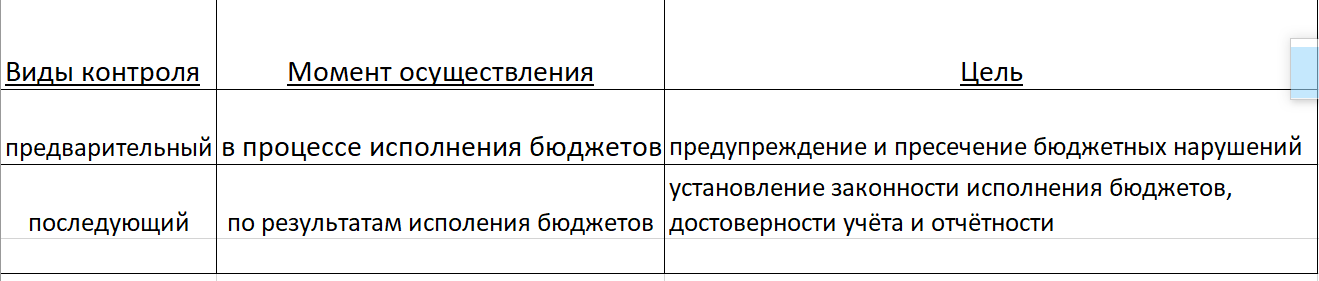 Виды контроля Момент осуществления Цель
предварительный в процессе исполнения бюджетов предупреждение и пресечение бюджетных нарушений
установление законности исполнения бюджетов,
последующий по результатам исполения бюджетов достоверности учёта и отчётности